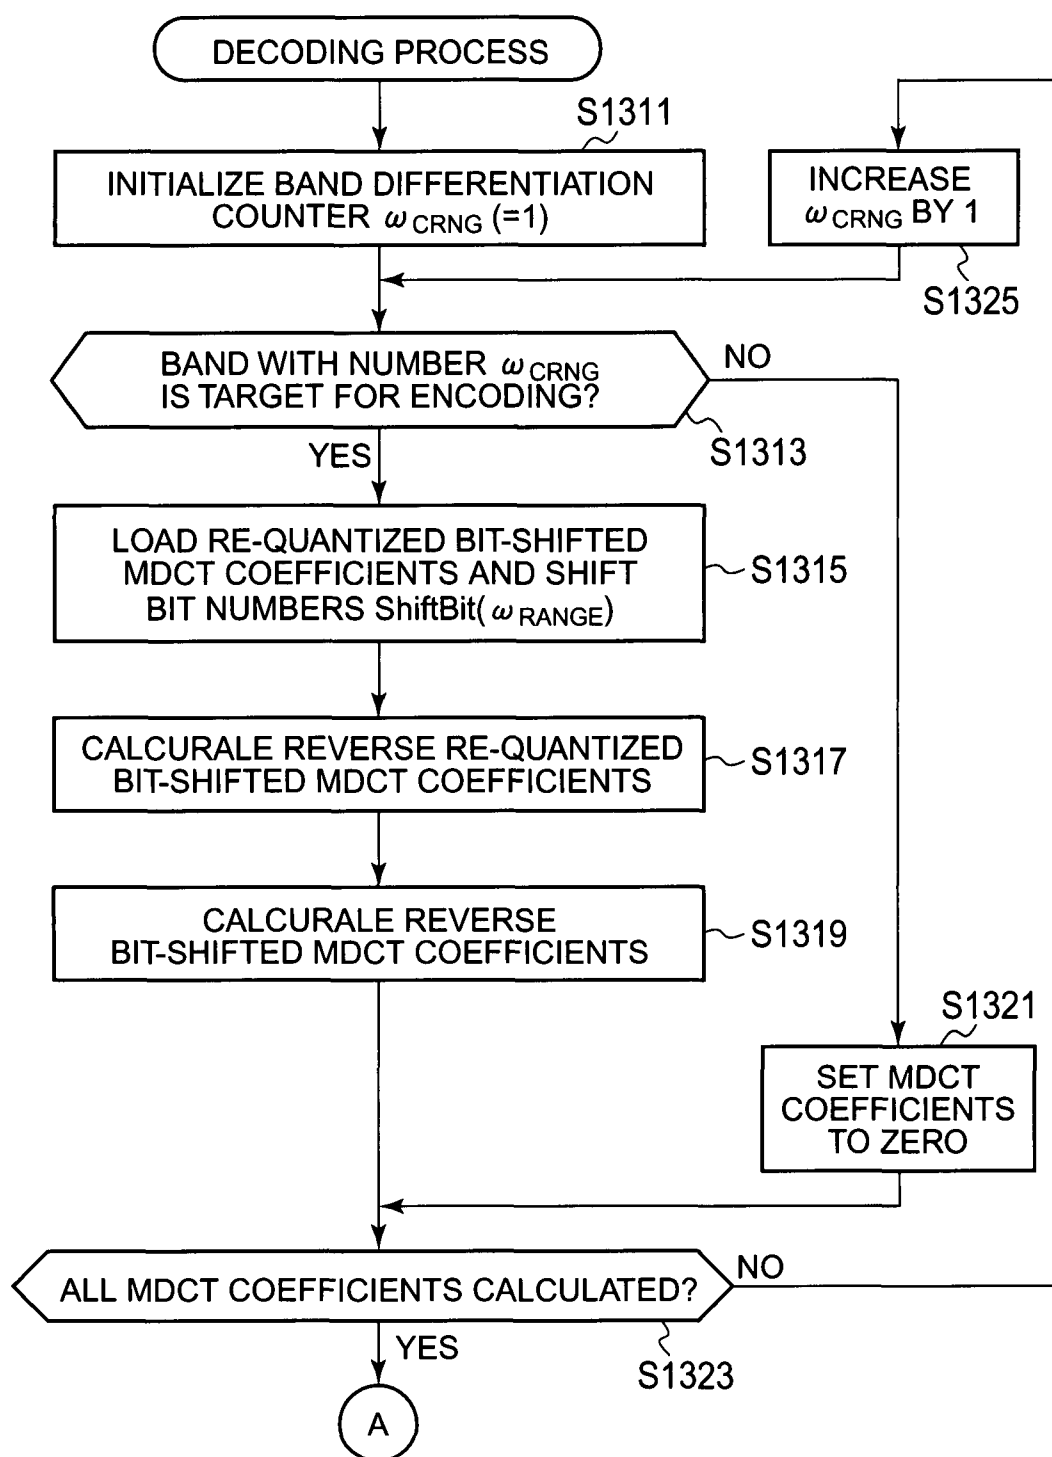 DECODING PROCESS
S1311
INITIALIZE BAND DIFFERENTIATION
COUNTER ωCRNG (=1)
INCREASE
ωCRNG BY 1
S1325
BAND WITH NUMBER ωCRNG
IS TARGET FOR ENCODING?
NO
S1313
YES
LOAD RE-QUANTIZED BIT-SHIFTED
MDCT COEFFICIENTS AND SHIFT
BIT NUMBERS ShiftBit(ωRANGE)
S1315
CALCURALE REVERSE RE-QUANTIZED
BIT-SHIFTED MDCT COEFFICIENTS
S1317
CALCURALE REVERSE
BIT-SHIFTED MDCT COEFFICIENTS
S1319
S1321
SET MDCT
COEFFICIENTS
TO ZERO
ALL MDCT COEFFICIENTS CALCULATED?
NO
YES
S1323
A